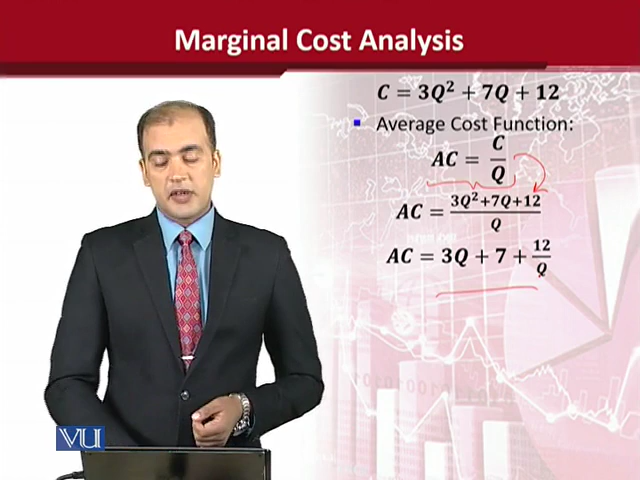 Marginal Cost Analysis
C = 3Q² + 7Q + 12
▪ Average Cost Function:
AC = C/Q
AC = (3Q²+7Q+12)/Q
AC = 3Q + 7 + 12/Q
VU